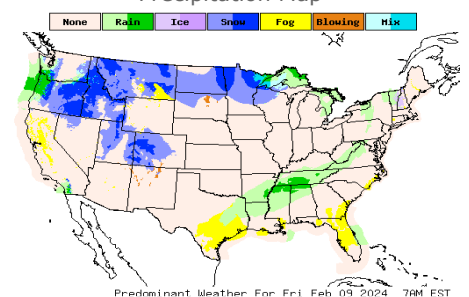 Precipitation Map
None Rain Ice Snow Fog Blowing Mix
Predominant Weather For Fri Feb 09 2024 7AM EST